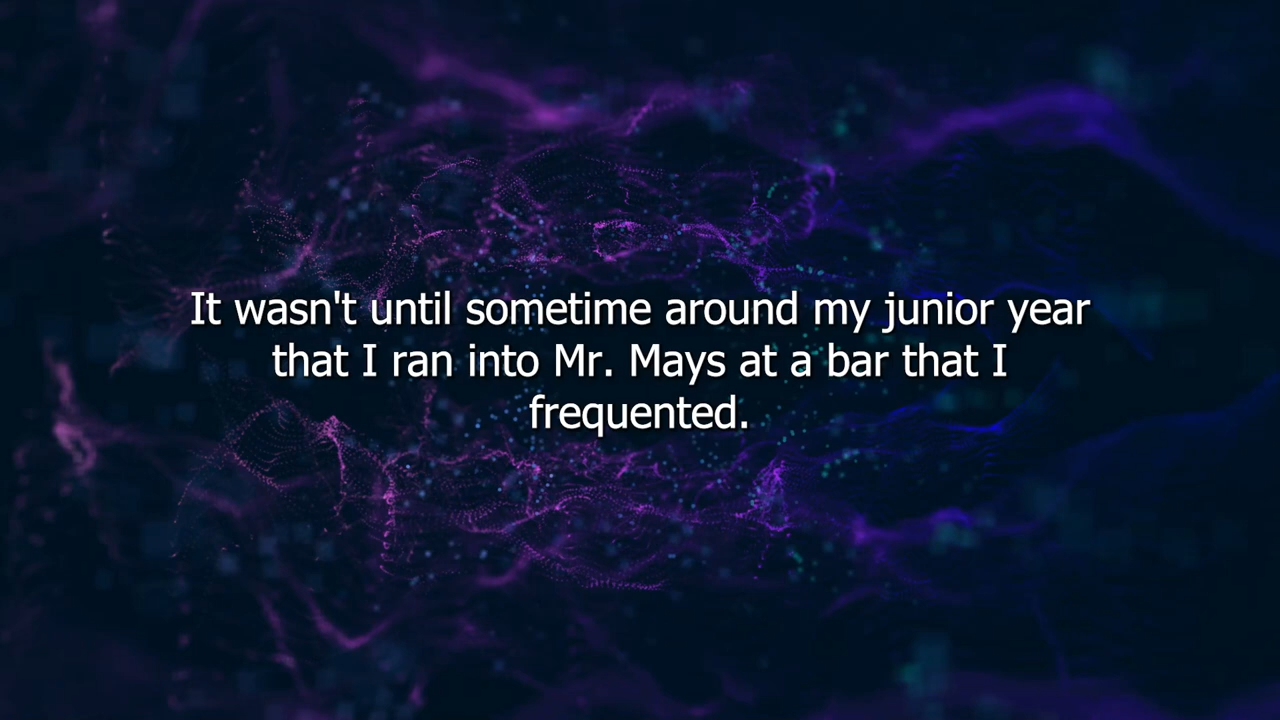 It wasn't until sometime around my junior year
that I ran into Mr. Mays at a bar that I
frequented.